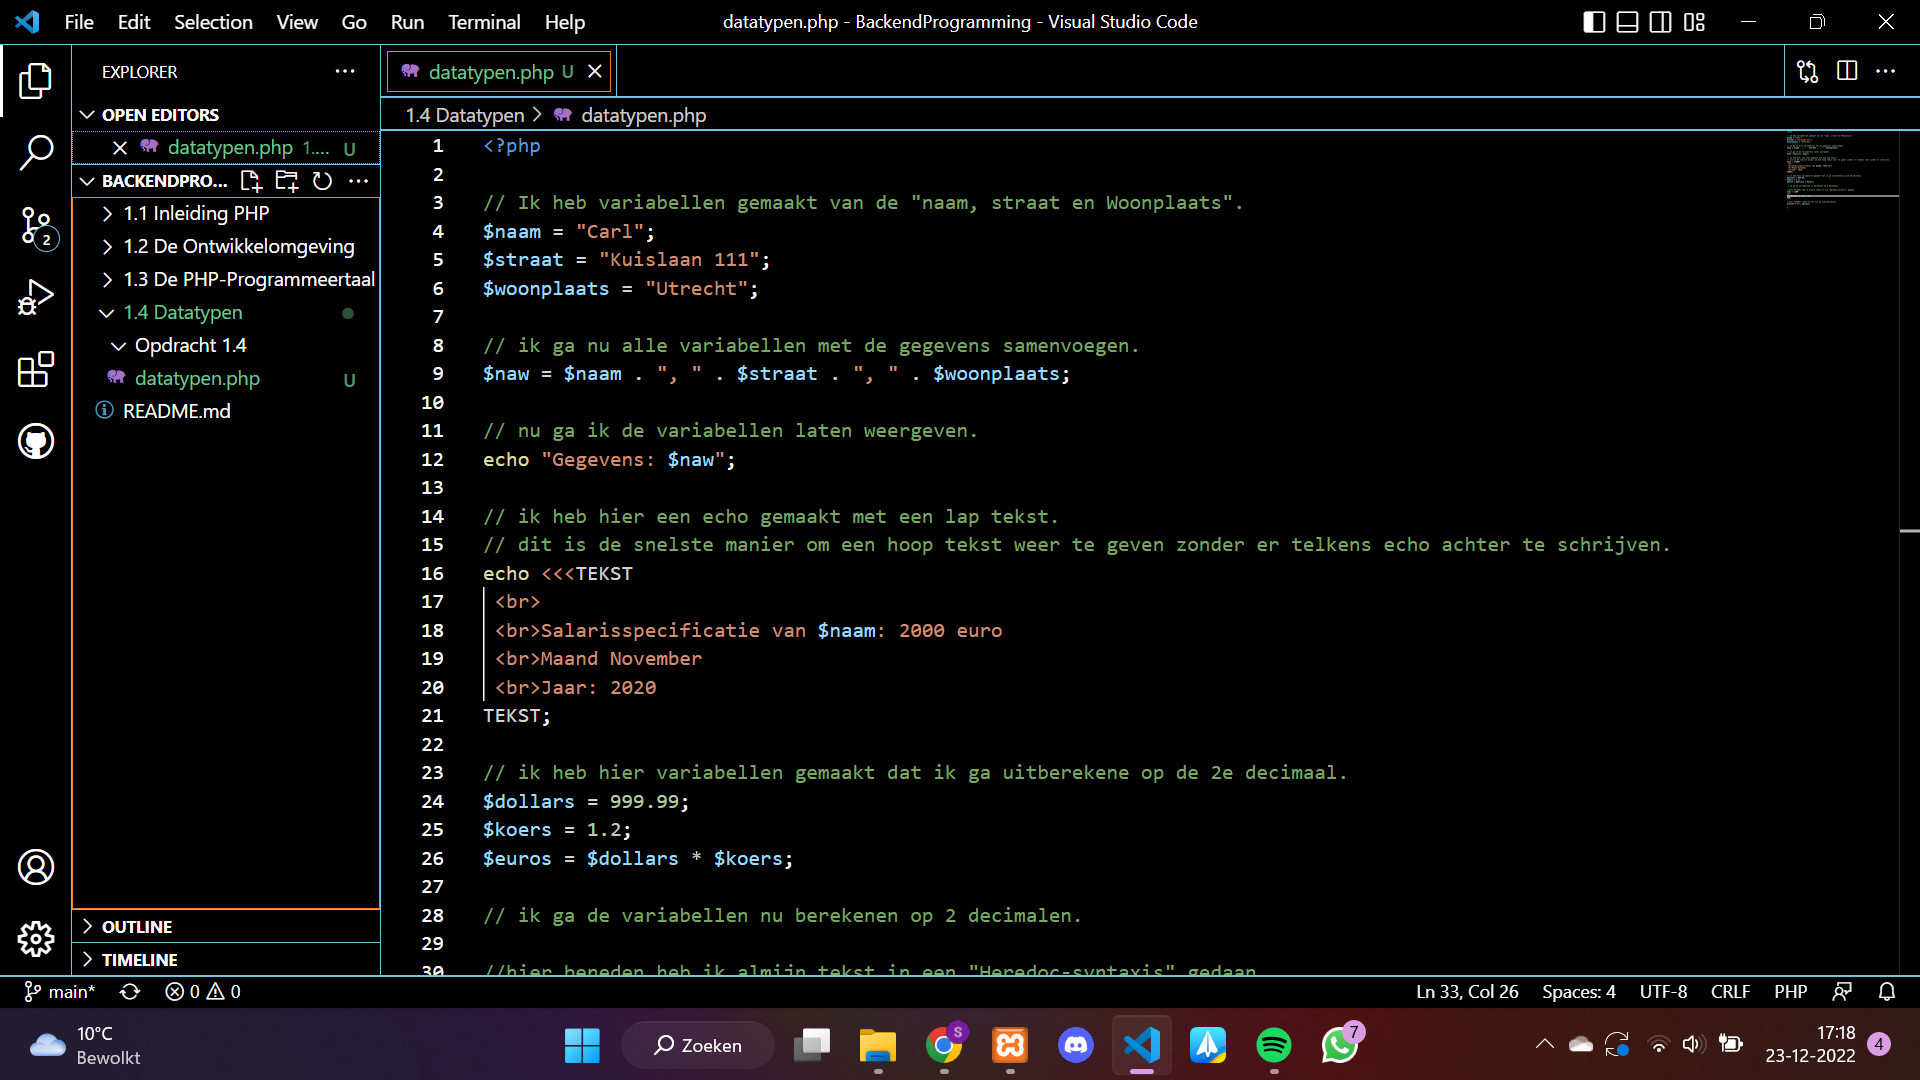 File Edit Selection View Go Run Terminal Help
datatypen.php - BackendProgramming - Visual Studio Code
EXPLORER
OPEN EDITORS
datatypen.php 1.... U
BACKENDPRO...
1.1 Inleiding PHP
1.2 De Ontwikkelomgeving
1.3 De PHP-Programmeertaal
1.4 Datatypen
Opdracht 1.4
datatypen.php U
README.md
OUTLINE
TIMELINE
2
datatypen.php U
1.4 Datatypen > datatypen.php
1 <?php
2
3 // Ik heb variabellen gemaakt van de "naam, straat en Woonplaats".
4 $naam = "Carl";
5 $straat = "Kuislaan 111";
6 $woonplaats = "Utrecht";
7
8 // ik ga nu alle variabellen met de gegevens samenvoegen.
9 $naw = $naam . ", " . $straat . ", " . $woonplaats;
10
11 // nu ga ik de variabellen laten weergeven.
12 echo "Gegevens: $naw";
13
14 // ik heb hier een echo gemaakt met een lap tekst.
15 // dit is de snelste manier om een hoop tekst weer te geven zonder er telkens echo achter te schrijven.
16 echo <<<TEKST
17 <br>
18 <br>Salarisspecificatie van $naam: 2000 euro
19 <br>Maand November
20 <br>Jaar: 2020
21 TEKST;
22
23 // ik heb hier variabellen gemaakt dat ik ga uitberekene op de 2e decimaal.
24 $dollars = 999.99;
25 $koers = 1.2;
26 $euros = $dollars * $koers;
27
28 // ik ga de variabellen nu berekenen op 2 decimalen.
29
30 //hier beneden heb ik almijn tekst in een "Heredoc-syntaxis" gedaan
main* 0 0
Ln 33, Col 26 Spaces: 4 UTF-8 CRLF PHP
10°C
Bewolkt
Zoeken
S
7
17:18
23-12-2022
4